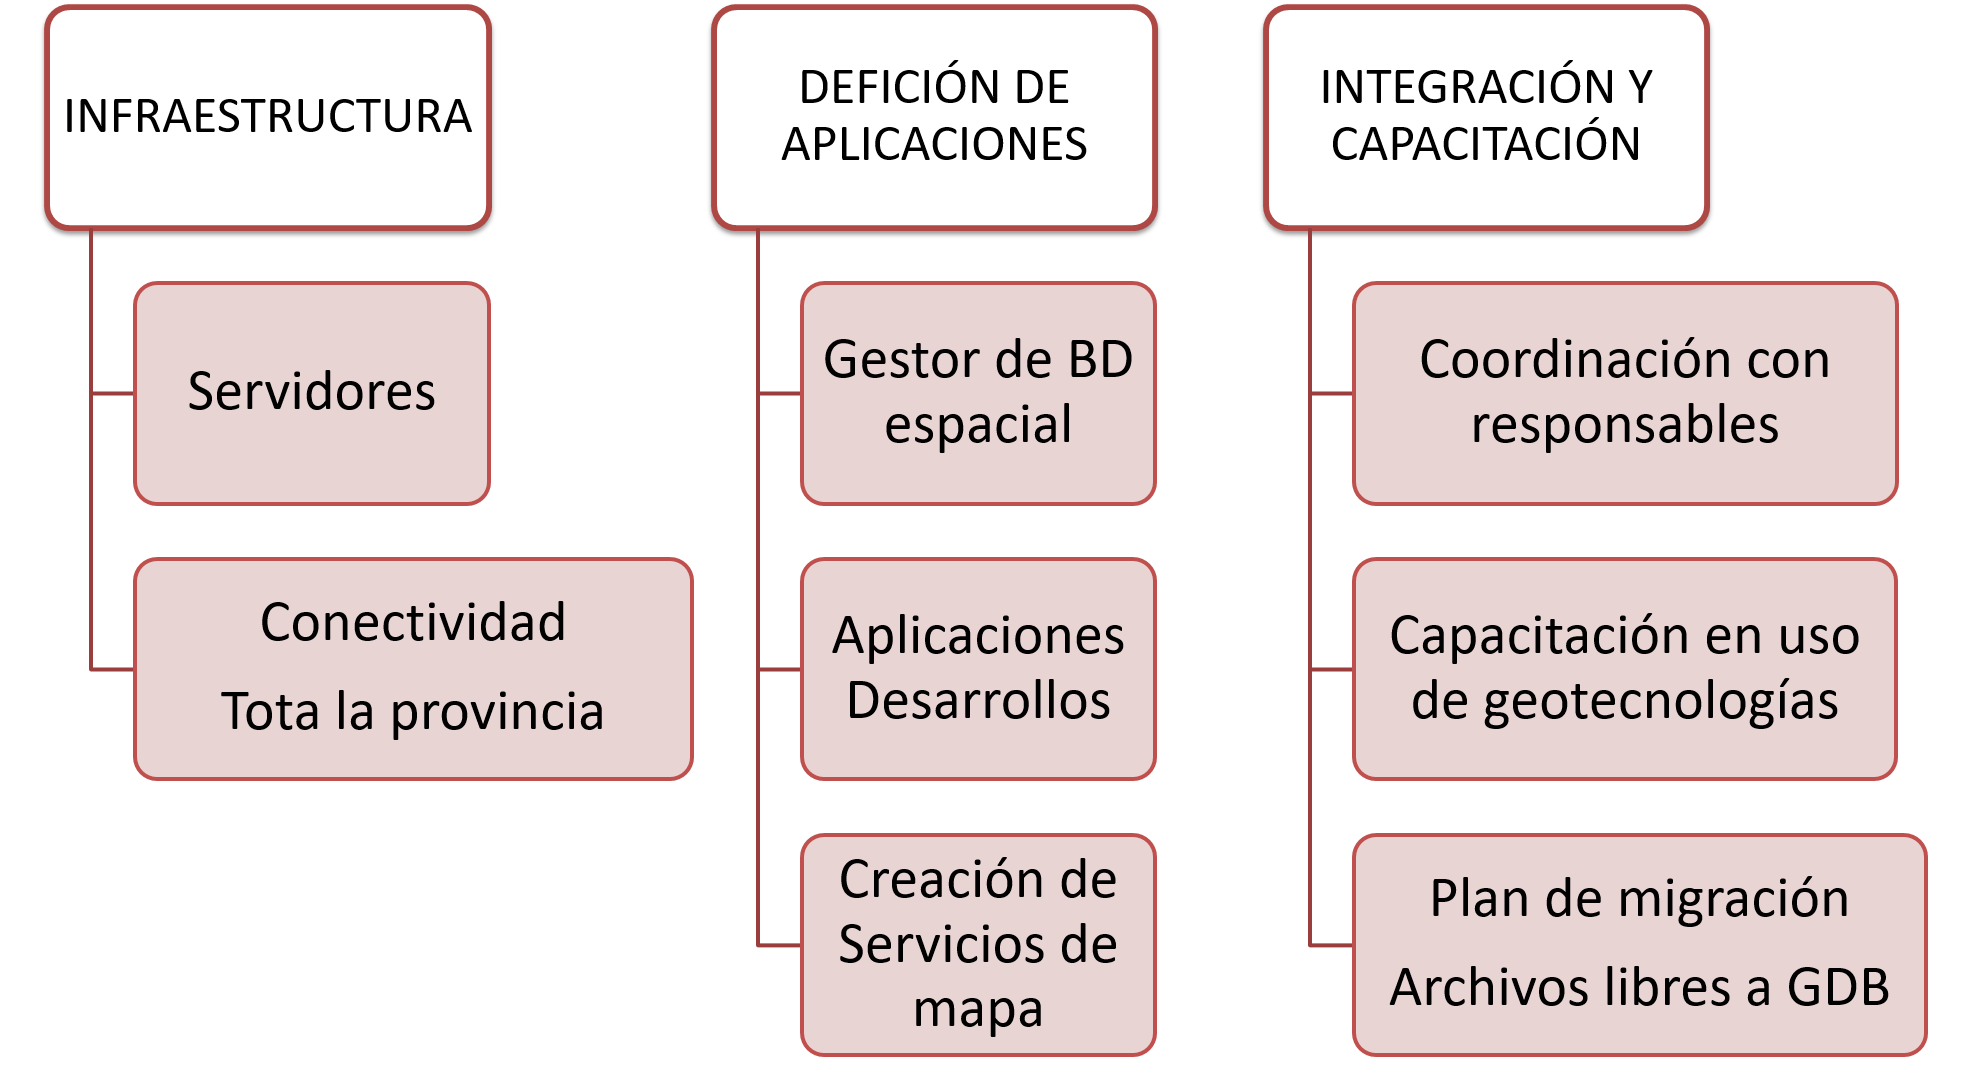 INFRAESTRUCTURA
Servidores
Conectividad
Tota la provincia
DEFICIÓN DE
APLICACIONES
Gestor de BD
espacial
Aplicaciones
Desarrollos
Creación de
Servicios de
mapa
INTEGRACIÓN Y
CAPACITACIÓN
Coordinación con
responsables
Capacitación en uso
de geotecnologías
Plan de migración
Archivos libres a GDB